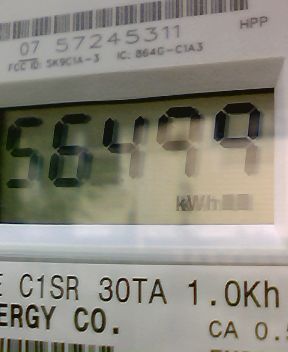 07 57245311
HPP
FCC ID: SK9C1A-3 IC: 864G-C1A3
56499
kWh
C1SR 30TA 1.0Kh
ERGY CO.
CA 0.5